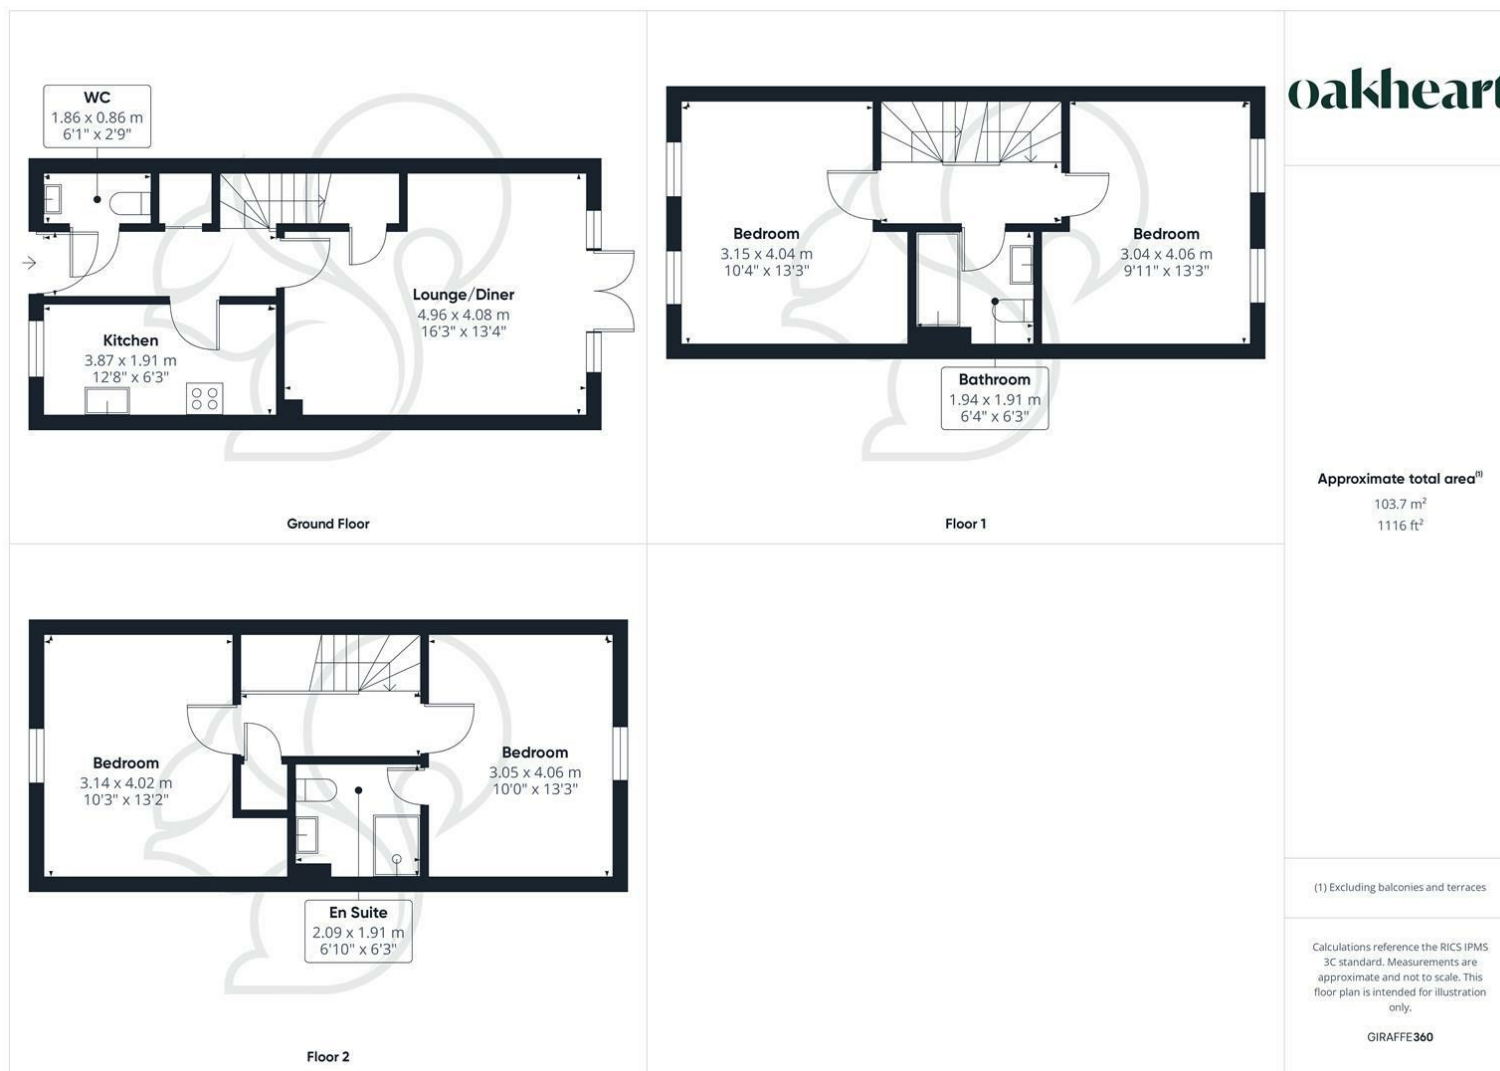 WC
1.86 x 0.86 m
6'1" x 2'9"
Kitchen
3.87 x 1.91 m
12'8" x 6'3"
Lounge/Diner
4.96 x 4.08 m
16'3" x 13'4"
Ground Floor
Bedroom
3.15 x 4.04 m
10'4" x 13'3"
Bedroom
3.04 x 4.06 m
9'11" x 13'3"
Bathroom
1.94 x 1.91 m
6'4" x 6'3"
Floor 1
Bedroom
3.14 x 4.02 m
10'3" x 13'2"
Bedroom
3.05 x 4.06 m
10'0" x 13'3"
En Suite
2.09 x 1.91 m
6'10" x 6'3"
Floor 2
oakheart
Approximate total area(1)
103.7 m²
1116 ft²
(1) Excluding balconies and terraces
Calculations reference the RICS IPMS
3C standard. Measurements are
approximate and not to scale. This
floor plan is intended for illustration
only.
GIRAFFE360